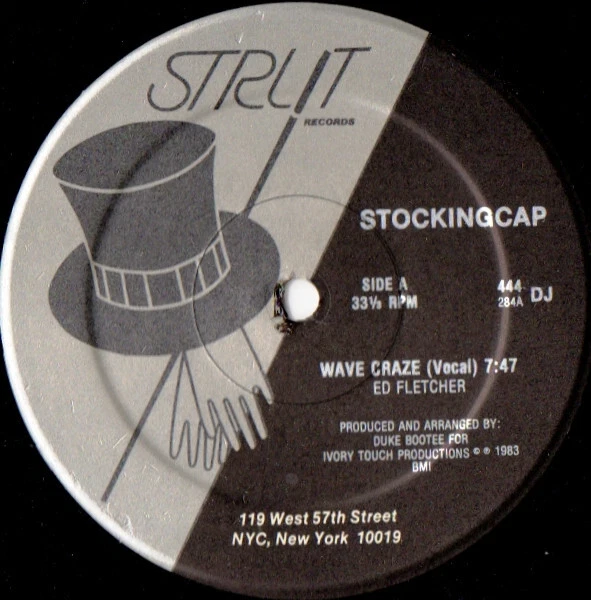 STRUT
RECORDS
STOCKINGCAP
SIDE A
33⅓ RPM
444
284A
DJ
WAVE CRAZE (Vocal) 7:47
ED FLETCHER
PRODUCED AND ARRANGED BY:
DUKE BOOTEE FOR
IVORY TOUCH PRODUCTIONS © ℗ 1983
BMI
119 West 57th Street
NYC, New York 10019